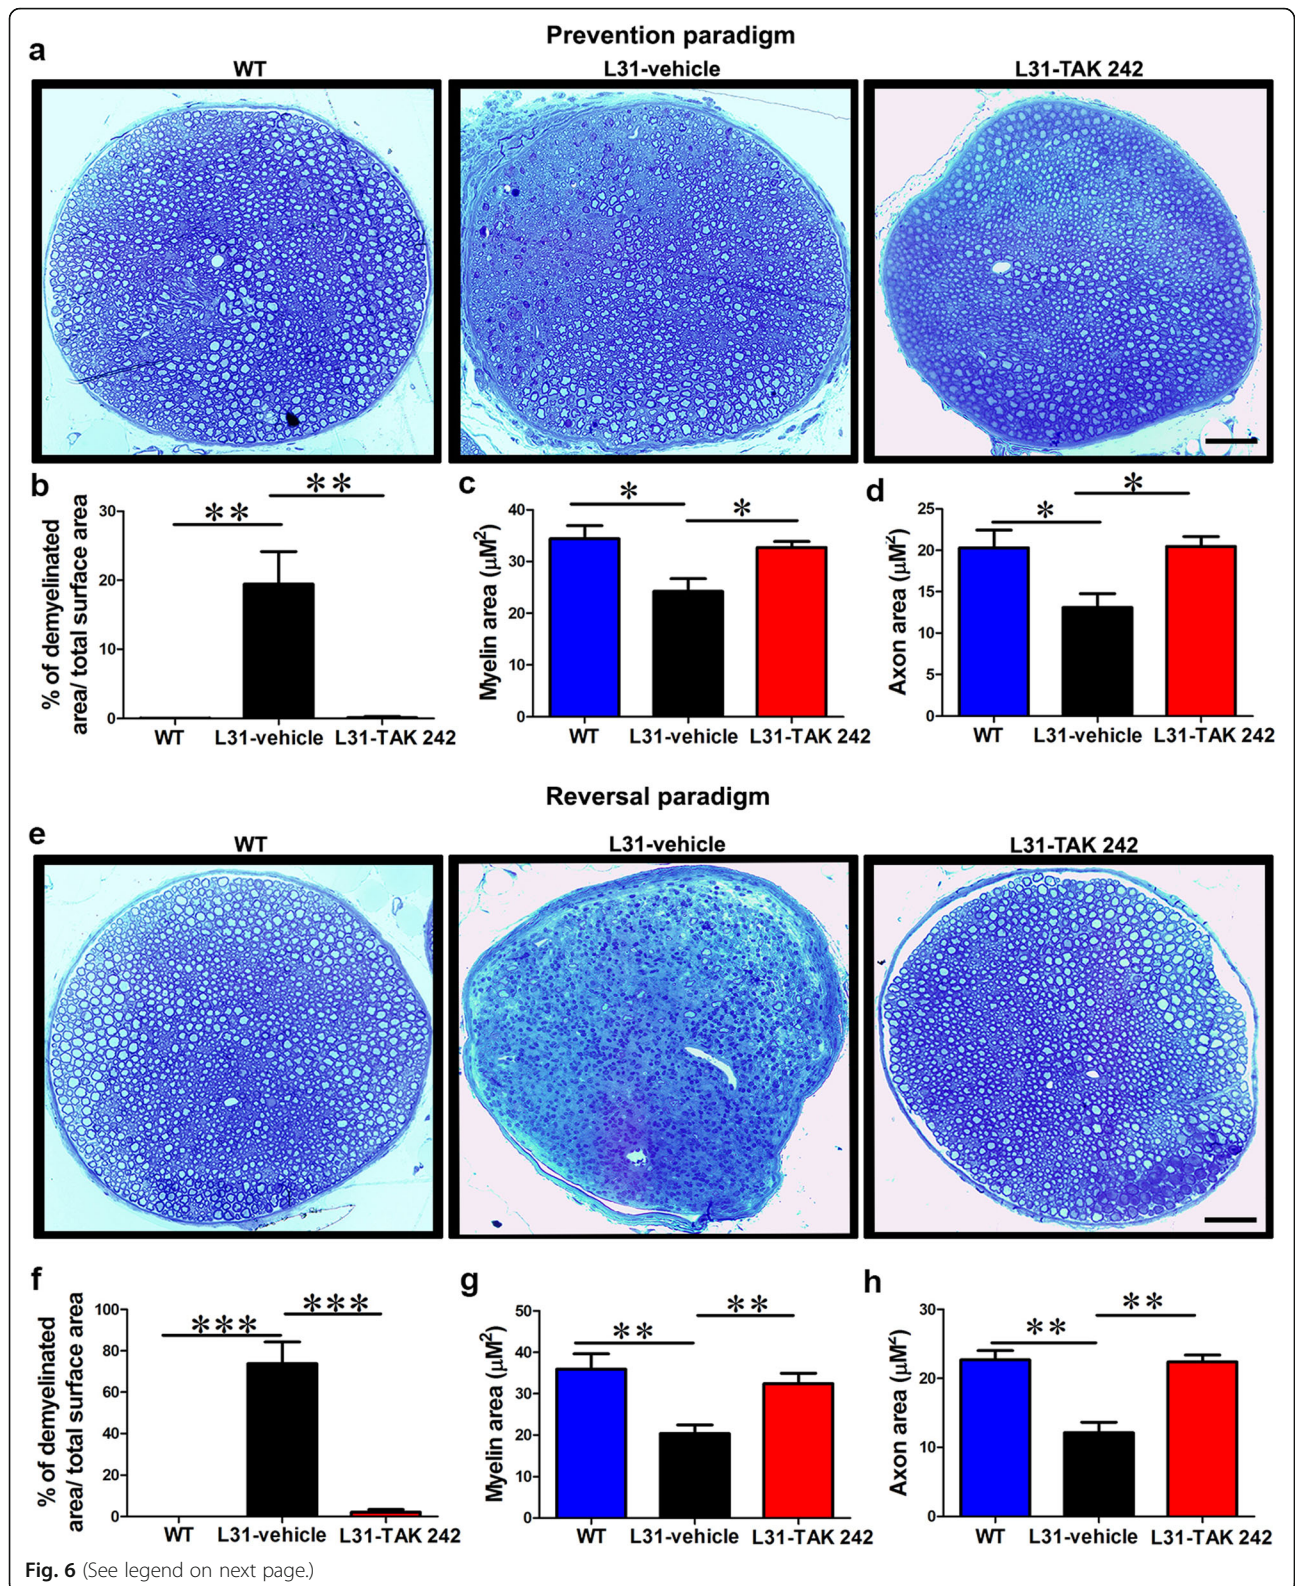 Prevention paradigm
a
WT
L31-vehicle
L31-TAK 242
b
% of demyelinated
area/ total surface area
30
20
10
0
**
**
WT
L31-vehicle
L31-TAK 242
c
Myelin area (μM²)
40
30
20
10
0
*
*
WT
L31-vehicle
L31-TAK 242
d
Axon area (μM²)
25
20
15
10
5
0
*
*
WT
L31-vehicle
L31-TAK 242
Reversal paradigm
e
WT
L31-vehicle
L31-TAK 242
f
% of demyelinated
area/ total surface area
100
80
60
40
20
0
***
***
WT
L31-vehicle
L31-TAK 242
g
Myelin area (μM²)
50
40
30
20
10
0
**
**
WT
L31-vehicle
L31-TAK 242
h
Axon area (μM²)
30
20
10
0
**
**
WT
L31-vehicle
L31-TAK 242
Fig. 6 (See legend on next page.)